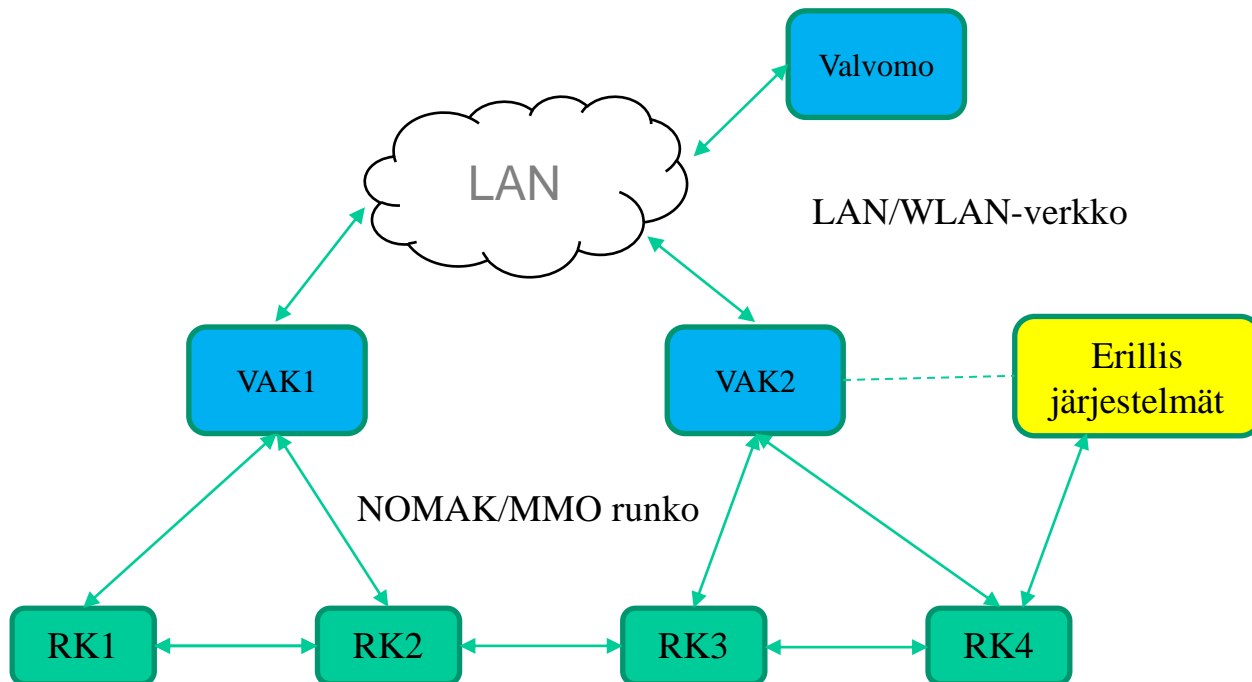 Valvomo
LAN
LAN/WLAN-verkko
VAK1
VAK2
Erillis
järjestelmät
NOMAK/MMO runko
RK1
RK2
RK3
RK4